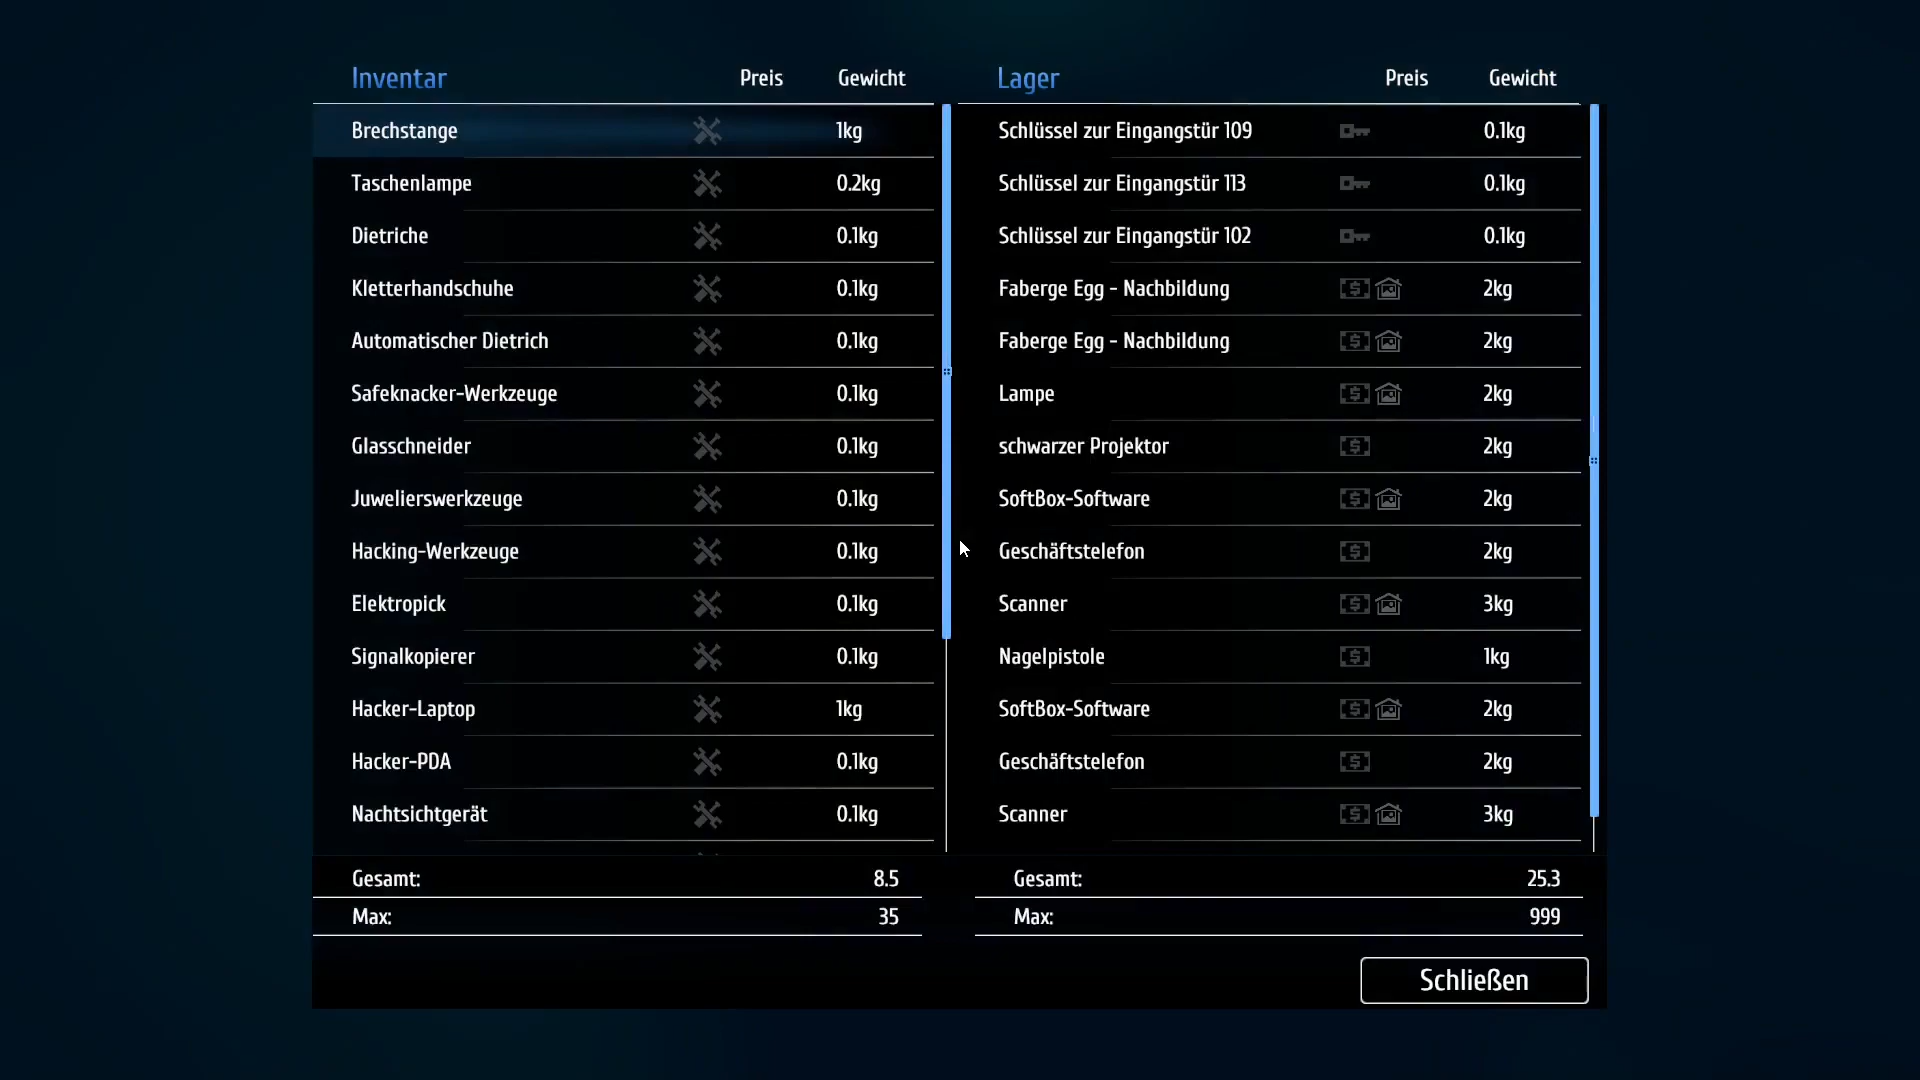 Inventar Preis Gewicht
Brechstange 1kg
Taschenlampe 0.2kg
Dietriche 0.1kg
Kletterhandschuhe 0.1kg
Automatischer Dietrich 0.1kg
Safeknacker-Werkzeuge 0.1kg
Glasschneider 0.1kg
Juwelierswerkzeuge 0.1kg
Hacking-Werkzeuge 0.1kg
Elektropick 0.1kg
Signalkopierer 0.1kg
Hacker-Laptop 1kg
Hacker-PDA 0.1kg
Nachtsichtgerät 0.1kg
Gesamt: 8.5
Max: 35
Lager Preis Gewicht
Schlüssel zur Eingangstür 109 0.1kg
Schlüssel zur Eingangstür 113 0.1kg
Schlüssel zur Eingangstür 102 0.1kg
Faberge Egg - Nachbildung 2kg
Faberge Egg - Nachbildung 2kg
Lampe 2kg
schwarzer Projektor 2kg
SoftBox-Software 2kg
Geschäftstelefon 2kg
Scanner 3kg
Nagelpistole 1kg
SoftBox-Software 2kg
Geschäftstelefon 2kg
Scanner 3kg
Gesamt: 25.3
Max: 999
Schließen